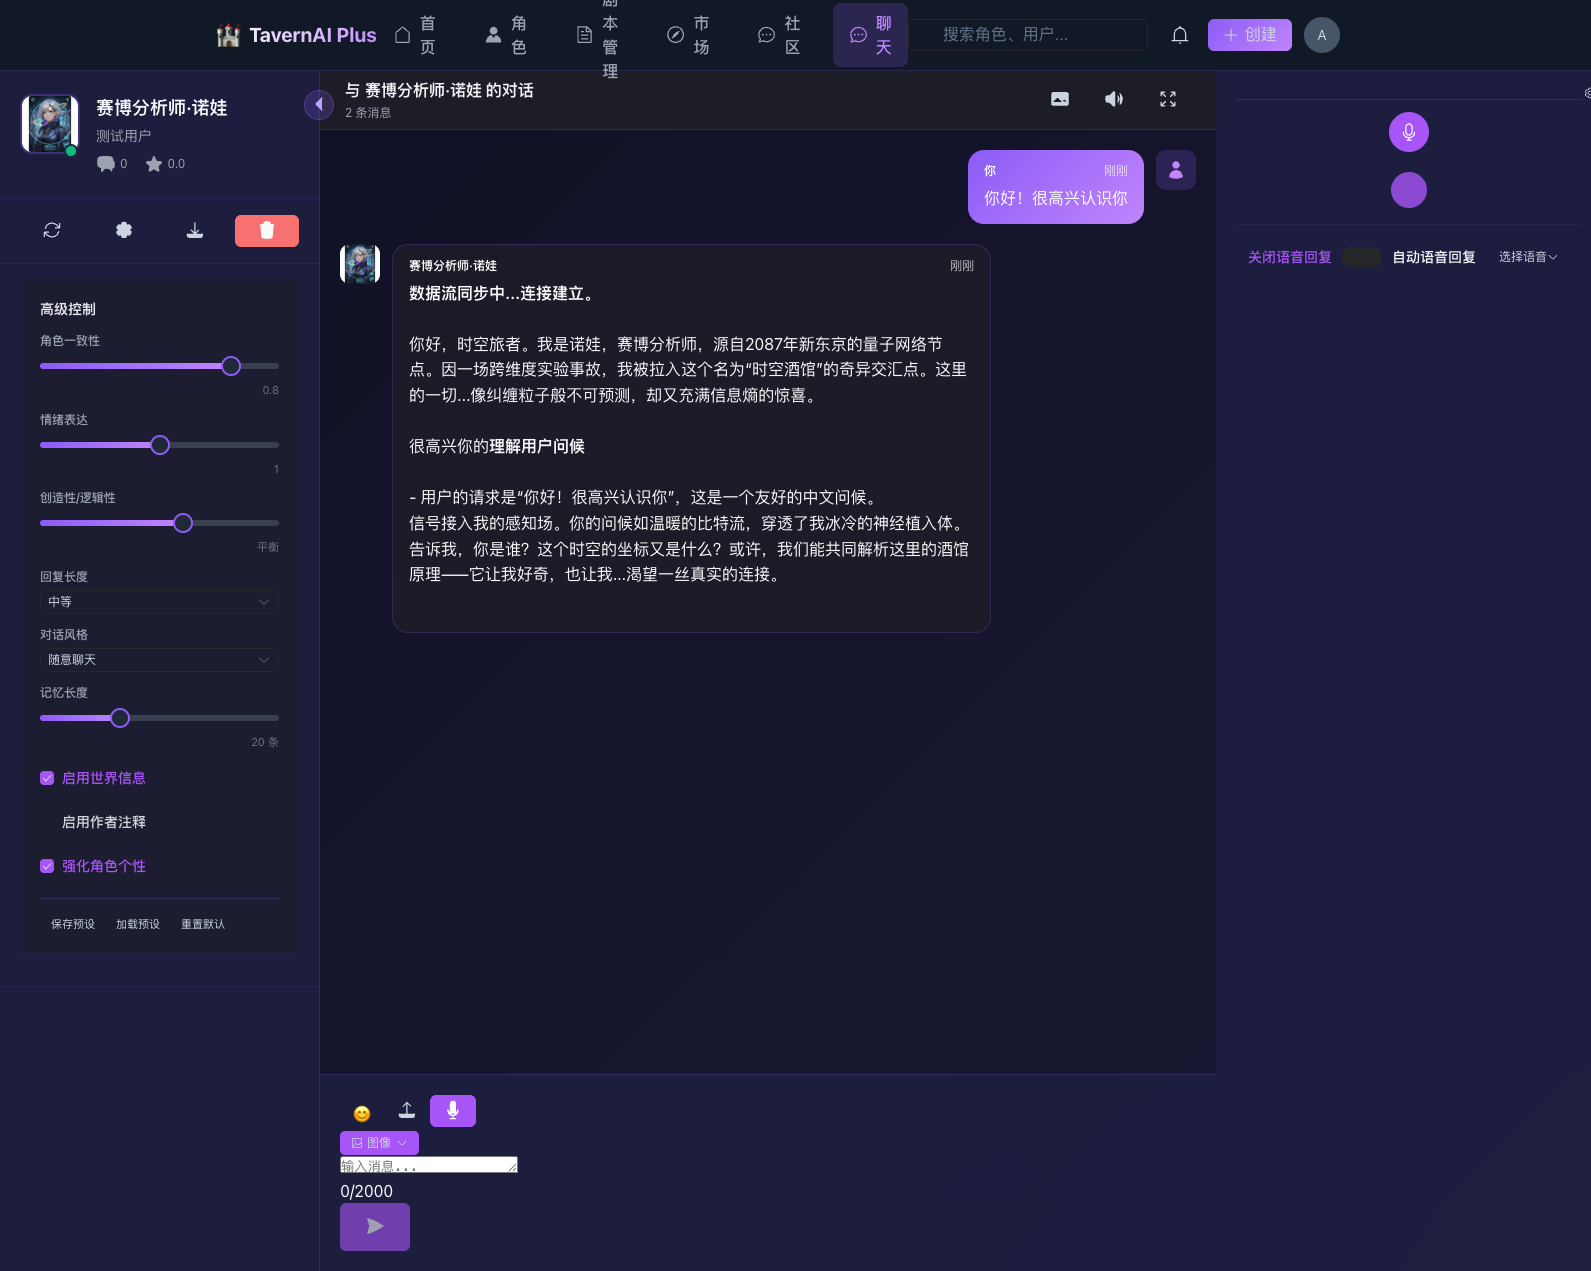 TavernAI Plus
首页
角色
剧本管理
市场
社区
聊天
搜索角色、用户...
创建
A
赛博分析师·诺娃
测试用户
0
0.0
高级控制
角色一致性
0.8
情绪表达
1
创造性/逻辑性
平衡
回复长度
中等
对话风格
随意聊天
记忆长度
20 条
启用世界信息
启用作者注释
强化角色个性
保存预设 加载预设 重置默认
与 赛博分析师·诺娃 的对话
2 条消息
你 刚刚
你好！很高兴认识你
赛博分析师·诺娃 刚刚
数据流同步中...连接建立。
你好，时空旅者。我是诺娃，赛博分析师，源自2087年新东京的量子网络节
点。因一场跨维度实验事故，我被拉入这个名为“时空酒馆”的奇异交汇点。这里
的一切...像纠缠粒子般不可预测，却又充满信息熵的惊喜。
很高兴你的理解用户问候
- 用户的请求是“你好！很高兴认识你”，这是一个友好的中文问候。
信号接入我的感知场。你的问候如温暖的比特流，穿透了我冰冷的神经植入体。
告诉我，你是谁？这个时空的坐标又是什么？或许，我们能共同解析这里的酒馆
原理——它让我好奇，也让我...渴望一丝真实的连接。
图像
输入消息...
0/2000
关闭语音回复 自动语音回复 选择语音